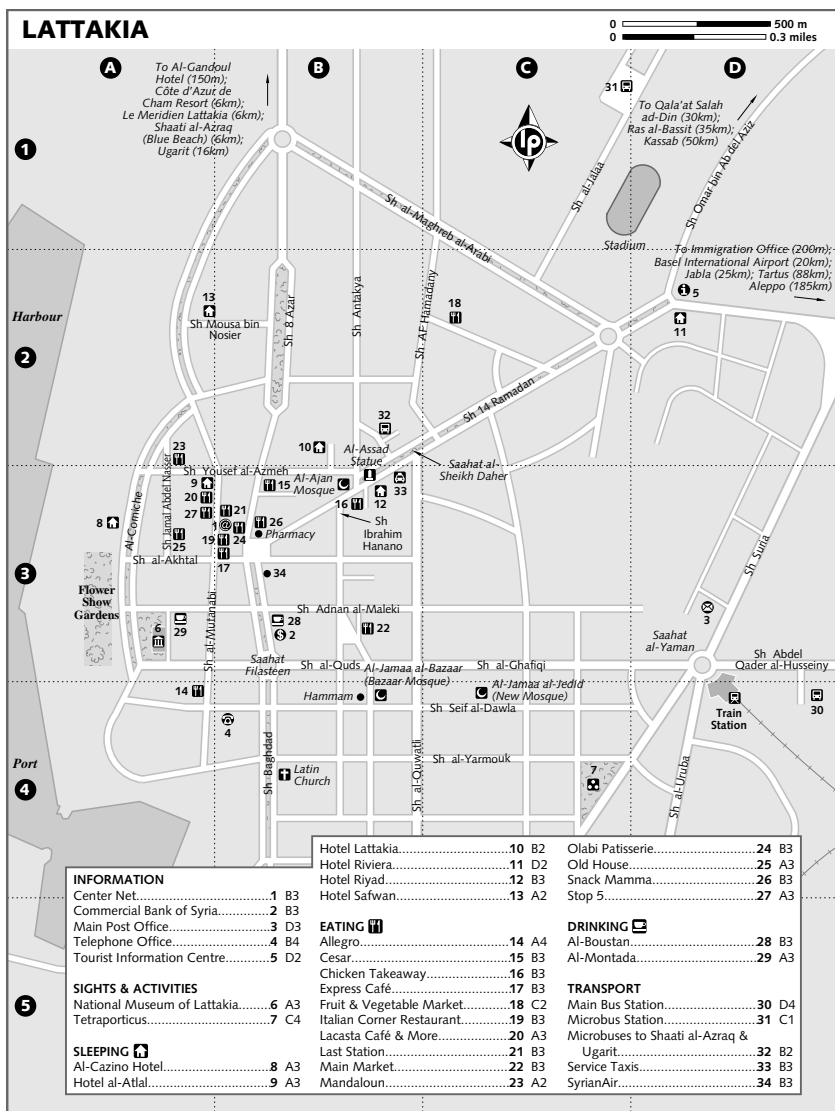 LATTAKIA
0 500 m
0 0.3 miles
A
B
C
D
1
2
3
4
5
To Al-Gandoul
Hotel (150m);
Côte d'Azur de
Cham Resort (6km);
Le Meridien Lattakia (6km);
Shaati al-Azraq
(Blue Beach) (6km);
Ugarit (16km)
lp
31
To Qala'at Salah
ad-Din (30km);
Ras al-Bassit (35km);
Kassab (50km)
Sh al-Jalaa
Sh Omar bin Ab del Aziz
Stadium
Sh al-Maghreb al-Arabi
To Immigration Office (200m);
Basel International Airport (20km);
Jabla (25km); Tartus (88km);
Aleppo (185km)
5
11
Harbour
13
Sh Mousa bin
Nosier
Sh 8 Azar
Sh Antakya
Sh AF Hamadany
18
Sh 14 Ramadan
32
23
10
Al-Assad
Statue
Saahat al-
Sheikh Daher
Sh Yousef al-Azmeh
9
15
Al-Ajan
Mosque
33
20
16
12
27
21
8
1
26
Sh
Ibrahim
Hanano
Pharmacy
25
19
24
Al-Corniche
Sh Jamal Abdel Nasser
Sh al-Akhtal
17
34
Flower
Show
Gardens
Sh al-Mutanabi
Sh Adnan al-Maleki
6
29
28
2
22
3
Sh Suria
Saahat
al-Yaman
Sh Abdel
Qader al-Husseiny
Saahat
Filasteen
Sh al-Quds
Al-Jamaa al-Bazaar
(Bazaar Mosque)
Sh al-Ghafiqi
14
Hammam
Al-Jamaa al-Jedid
(New Mosque)
Sh Seif al-Dawla
Train
Station
30
4
Port
Sh Baghdad
Latin
Church
Sh al-Quwatli
Sh al-Yarmouk
7
Sh al-Uruba
INFORMATION
Center Net 1 B3
Commercial Bank of Syria 2 B3
Main Post Office 3 D3
Telephone Office 4 B4
Tourist Information Centre 5 D2
SIGHTS & ACTIVITIES
National Museum of Lattakia 6 A3
Tetraporticus 7 C4
SLEEPING
Al-Cazino Hotel 8 A3
Hotel al-Atlal 9 A3
Hotel Lattakia 10 B2
Hotel Riviera 11 D2
Hotel Riyad 12 B3
Hotel Safwan 13 A2
EATING
Allegro 14 A4
Cesar 15 B3
Chicken Takeaway 16 B3
Express Café 17 B3
Fruit & Vegetable Market 18 C2
Italian Corner Restaurant 19 B3
Lacasta Café & More 20 A3
Last Station 21 B3
Main Market 22 B3
Mandaloun 23 A2
Olabi Patisserie 24 B3
Old House 25 A3
Snack Mamma 26 B3
Stop 5 27 A3
DRINKING
Al-Boustan 28 B3
Al-Montada 29 A3
TRANSPORT
Main Bus Station 30 D4
Microbus Station 31 C1
Microbuses to Shaati al-Azraq &
Ugarit 32 B2
Service Taxis 33 B3
SyrianAir 34 B3